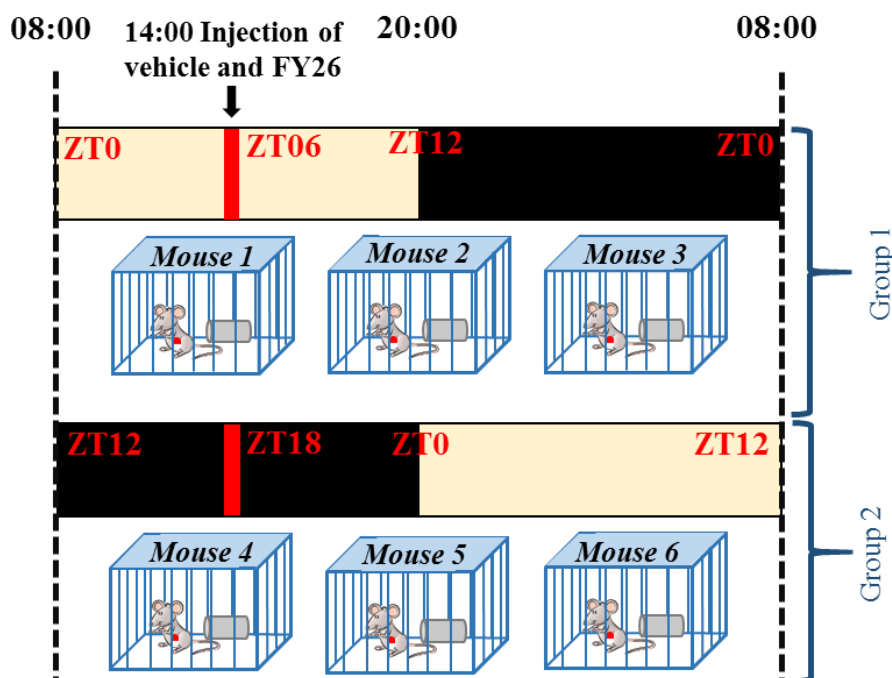 08:00
14:00 Injection of
vehicle and FY26
20:00
08:00
ZT0
ZT06
ZT12
ZT0
Mouse 1
Mouse 2
Mouse 3
Group 1
ZT12
ZT18
ZT0
ZT12
Mouse 4
Mouse 5
Mouse 6
Group 2